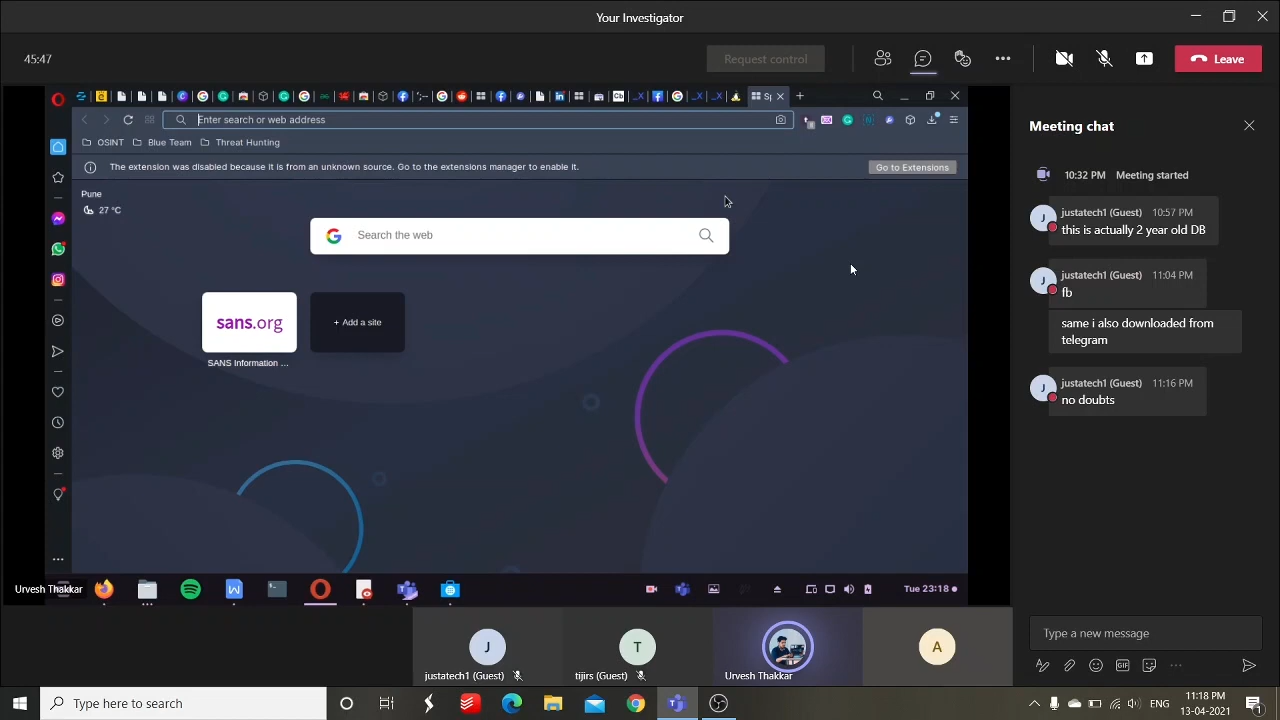 Your Investigator
45:47
Request control
Leave
Sp
Enter search or web address
OSINT
Blue Team
Threat Hunting
The extension was disabled because it is from an unknown source. Go to the extensions manager to enable it.
Go to Extensions
Pune
27 °C
Search the web
sans.org
+ Add a site
SANS Information ...
Urvesh Thakkar
Tue 23:18
J
justatech1 (Guest)
T
tijirs (Guest)
Urvesh Thakkar
A
Meeting chat
10:32 PM Meeting started
J
justatech1 (Guest) 10:57 PM
this is actually 2 year old DB
J
justatech1 (Guest) 11:04 PM
fb
same i also downloaded from
telegram
J
justatech1 (Guest) 11:16 PM
no doubts
Type a new message
GIF
Type here to search
ENG
11:18 PM
13-04-2021